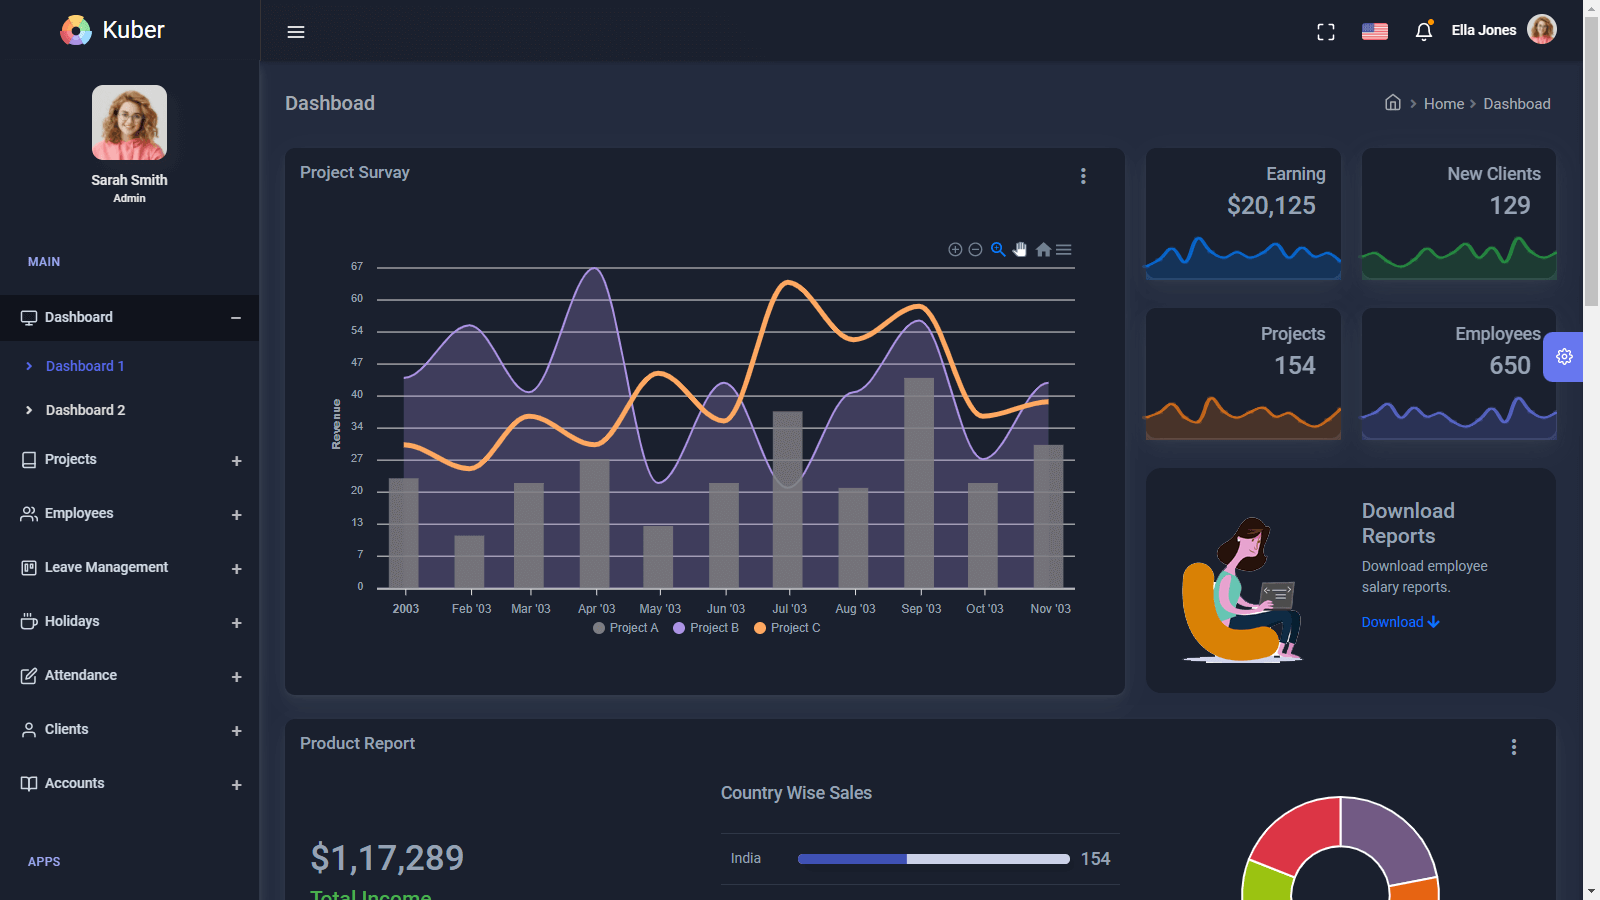 Kuber
Ella Jones
Sarah Smith
Admin
MAIN
Dashboard
Dashboard 1
Dashboard 2
Projects
Employees
Leave Management
Holidays
Attendance
Clients
Accounts
APPS
Dashboad
Home
Dashboad
Project Survay
67
60
54
47
40
34
27
20
13
7
0
Revenue
2003 Feb '03 Mar '03 Apr '03 May '03 Jun '03 Jul '03 Aug '03 Sep '03 Oct '03 Nov '03
Project A Project B Project C
Earning
$20,125
New Clients
129
Projects
154
Employees
650
Download
Reports
Download employee
salary reports.
Download
Product Report
$1,17,289
Total Income
Country Wise Sales
India 154